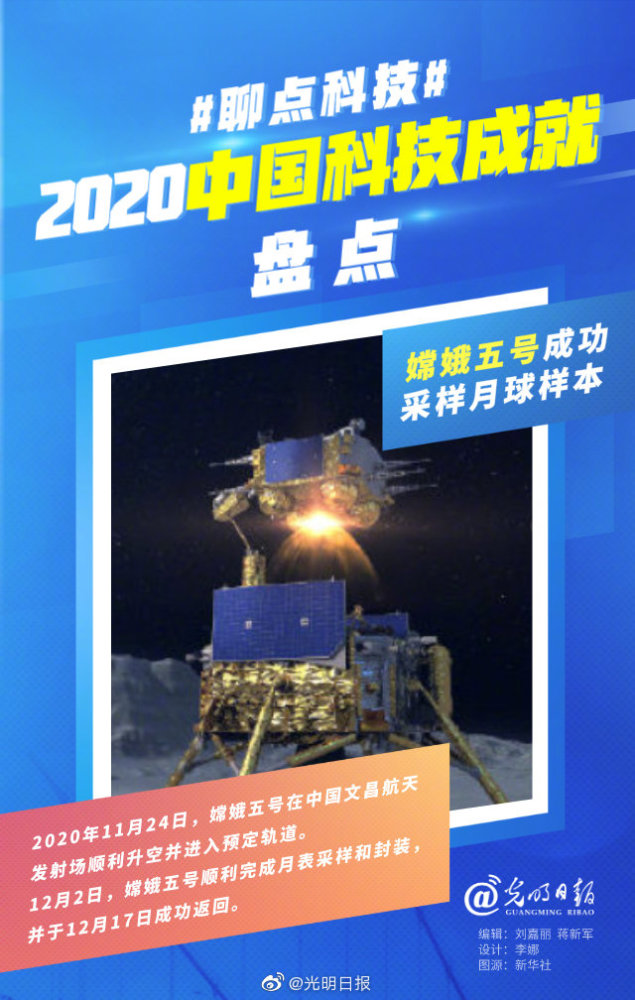 #聊点科技#
2020中国科技成就
盘点
嫦娥五号成功
采样月球样本
2020年11月24日，嫦娥五号在中国文昌航天
发射场顺利升空并进入预定轨道。
12月2日，嫦娥五号顺利完成月表采样和封装，
并于12月17日成功返回。
@光明日报
GUANGMING RIBAO
编辑：刘嘉丽 蒋新军
设计：李娜
图源：新华社
@光明日报